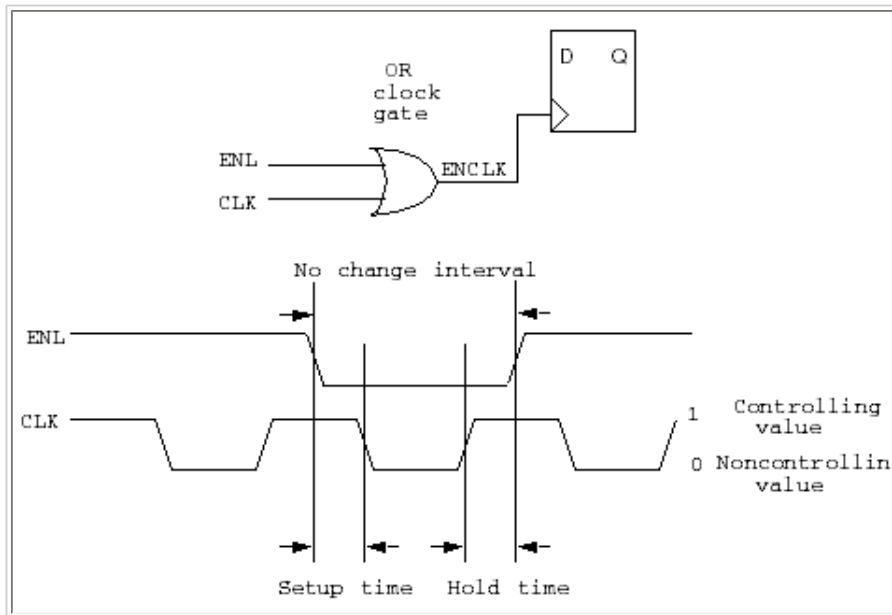 D Q
OR
clock
gate
ENL
ENCLK
CLK
No change interval
ENL
CLK
1 Controlling
value
0 Noncontrollin
value
Setup time Hold time